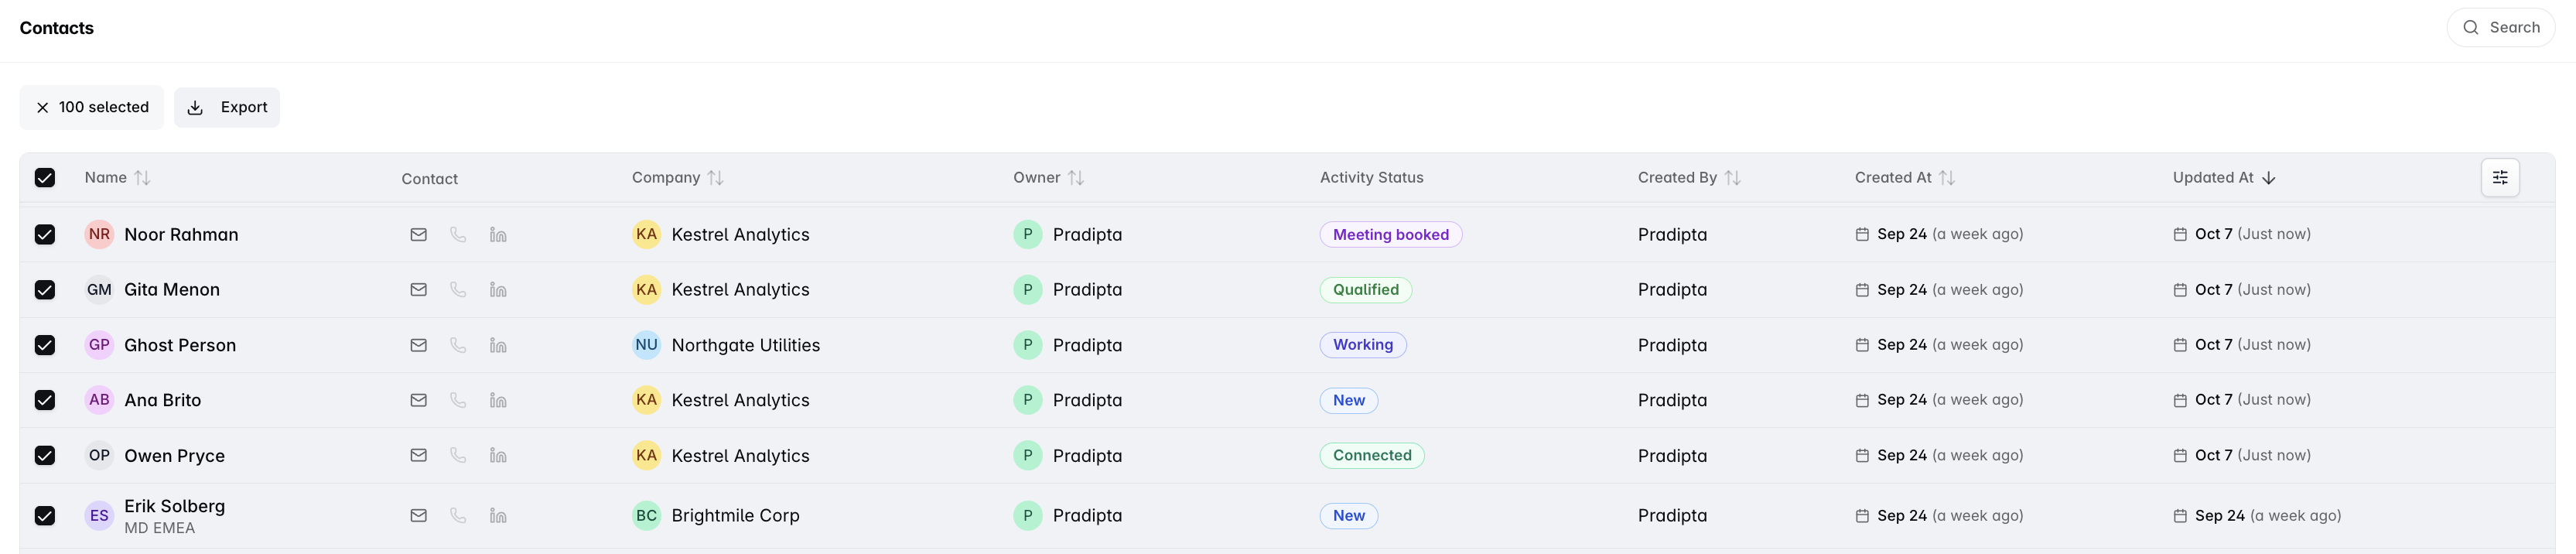 Contacts
Search
100 selected
Export
Name Contact Company Owner Activity Status Created By Created At Updated At
NR Noor Rahman KA Kestrel Analytics P Pradipta Meeting booked Pradipta Sep 24 (a week ago) Oct 7 (Just now)
GM Gita Menon KA Kestrel Analytics P Pradipta Qualified Pradipta Sep 24 (a week ago) Oct 7 (Just now)
GP Ghost Person NU Northgate Utilities P Pradipta Working Pradipta Sep 24 (a week ago) Oct 7 (Just now)
AB Ana Brito KA Kestrel Analytics P Pradipta New Pradipta Sep 24 (a week ago) Oct 7 (Just now)
OP Owen Pryce KA Kestrel Analytics P Pradipta Connected Pradipta Sep 24 (a week ago) Oct 7 (Just now)
ES Erik Solberg BC Brightmile Corp P Pradipta New Pradipta Sep 24 (a week ago) Sep 24 (a week ago)
MD EMEA